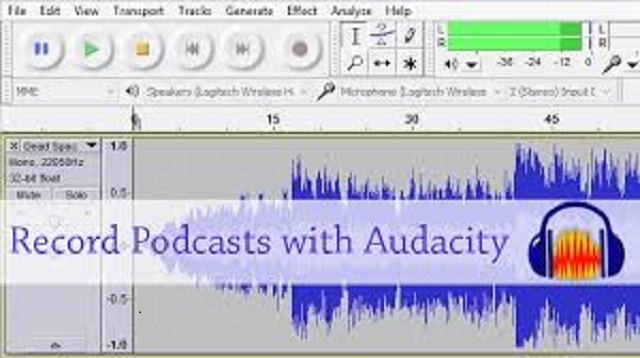 File Edit View Transport Tracks Generate Effect Analyze Help
L
R
-36 -24 -12 0
L
R
MME
Speakers (Logitech Wireless H
Microphone (Logitech Wireless
2 (Stereo) Input C
15 30 45
X Gead Spac
Mono, 22050Hz
32-bit float
Mute Solo
1.0
0.5
Record Podcasts with Audacity
-0.5
-1.0